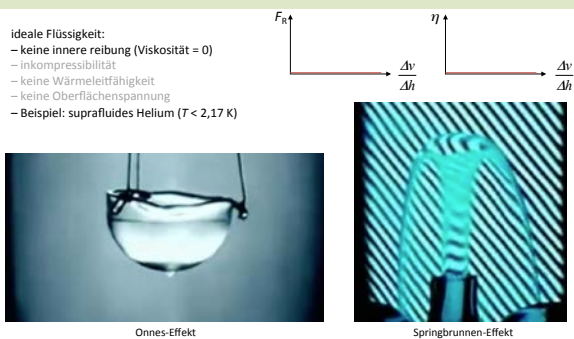 ideale Flüssigkeit:
– keine innere reibung (Viskosität = 0)
– inkompressibilität
– keine Wärmeleitfähigkeit
– keine Oberflächenspannung
– Beispiel: suprafluides Helium (T < 2,17 K)
F_R
Δv
Δh
η
Δv
Δh
Onnes-Effekt
Springbrunnen-Effekt